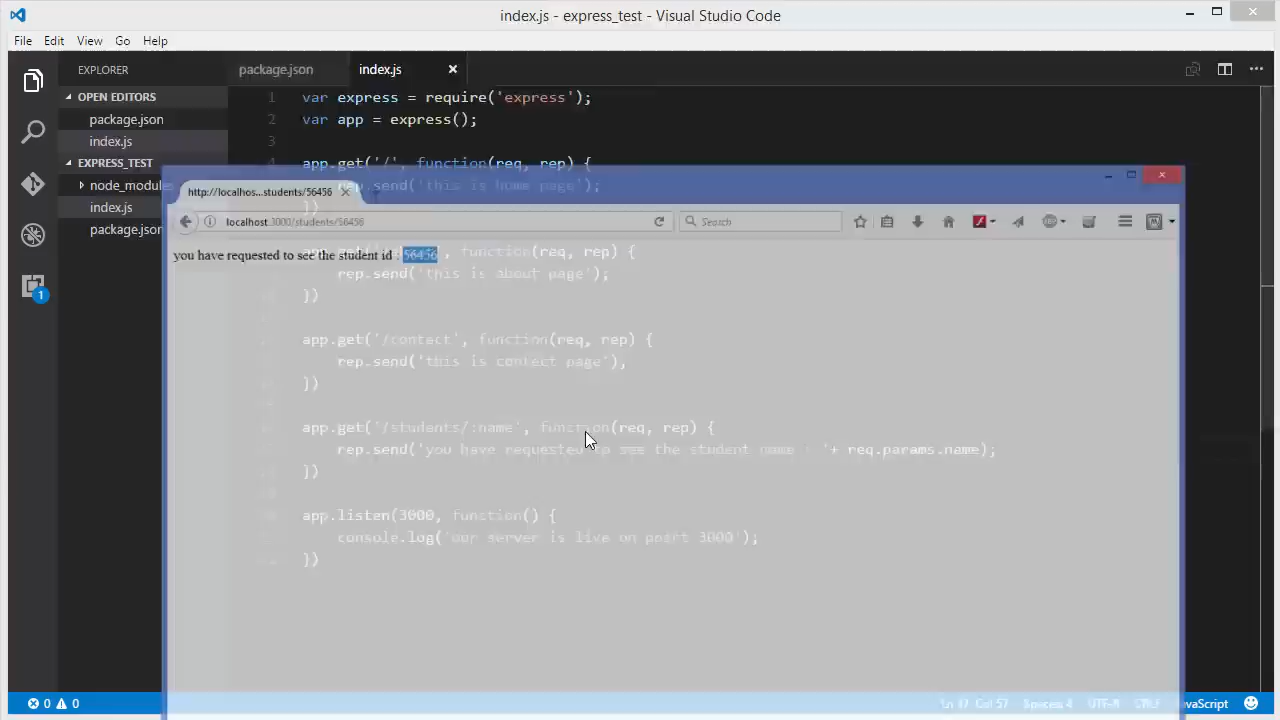 index.js - express_test - Visual Studio Code
File Edit View Go Help
EXPLORER
package.json index.js
OPEN EDITORS
package.json
index.js
EXPRESS_TEST
node_modules
index.js
package.json
1
1 var express = require('express');
2 var app = express();
3
4 app.get('/', function(req, rep) {
rep.send('this is home page');
})
http://localhos...students/56456
localhost:3000/students/56456
Search
you have requested to see the student id : 56456
', function(req, rep) {
rep.send('this is about page');
})
app.get('/contect', function(req, rep) {
rep.send('this is contect page'),
})
app.get('/students/:name', function(req, rep) {
rep.send('you have requested to see the student name : '+ req.params.name);
})
app.listen(3000, function() {
console.log('our server is live on point 3000');
})
0 0
Spaces: 4 UTF-8 CRLF JavaScript